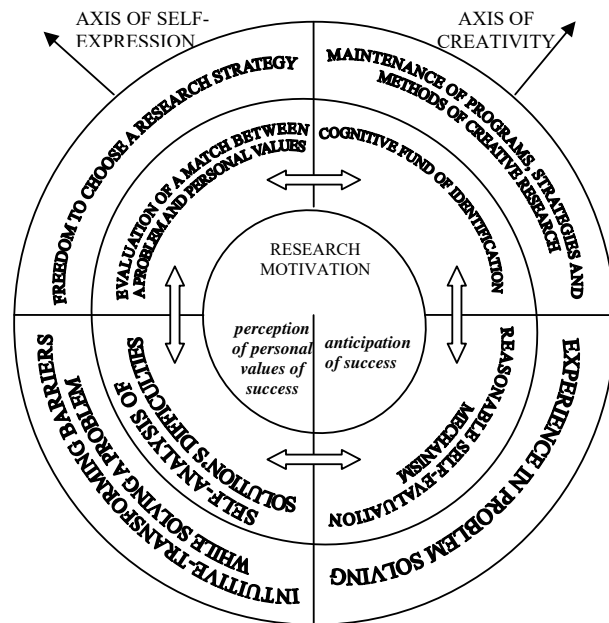 AXIS OF SELF-
EXPRESSION
AXIS OF
CREATIVITY
FREEDOM TO CHOOSE A RESEARCH STRATEGY
MAINTENANCE OF PROGRAMS, STRATEGIES AND
METHODS OF CREATIVE RESEARCH
EVALUATION OF A MATCH BETWEEN
A PROBLEM AND PERSONAL VALUES
COGNITIVE FUND OF IDENTIFICATION
RESEARCH
MOTIVATION
perception
of personal
values of
success
anticipation
of success
SELF-ANALYSIS OF
SOLUTION'S DIFFICULTIES
REASONABLE SELF-EVALUATION
MECHANISM
INTUITIVE-TRANSFORMING BARRIERS
WHILE SOLVING A PROBLEM
EXPERIENCE IN PROBLEM SOLVING